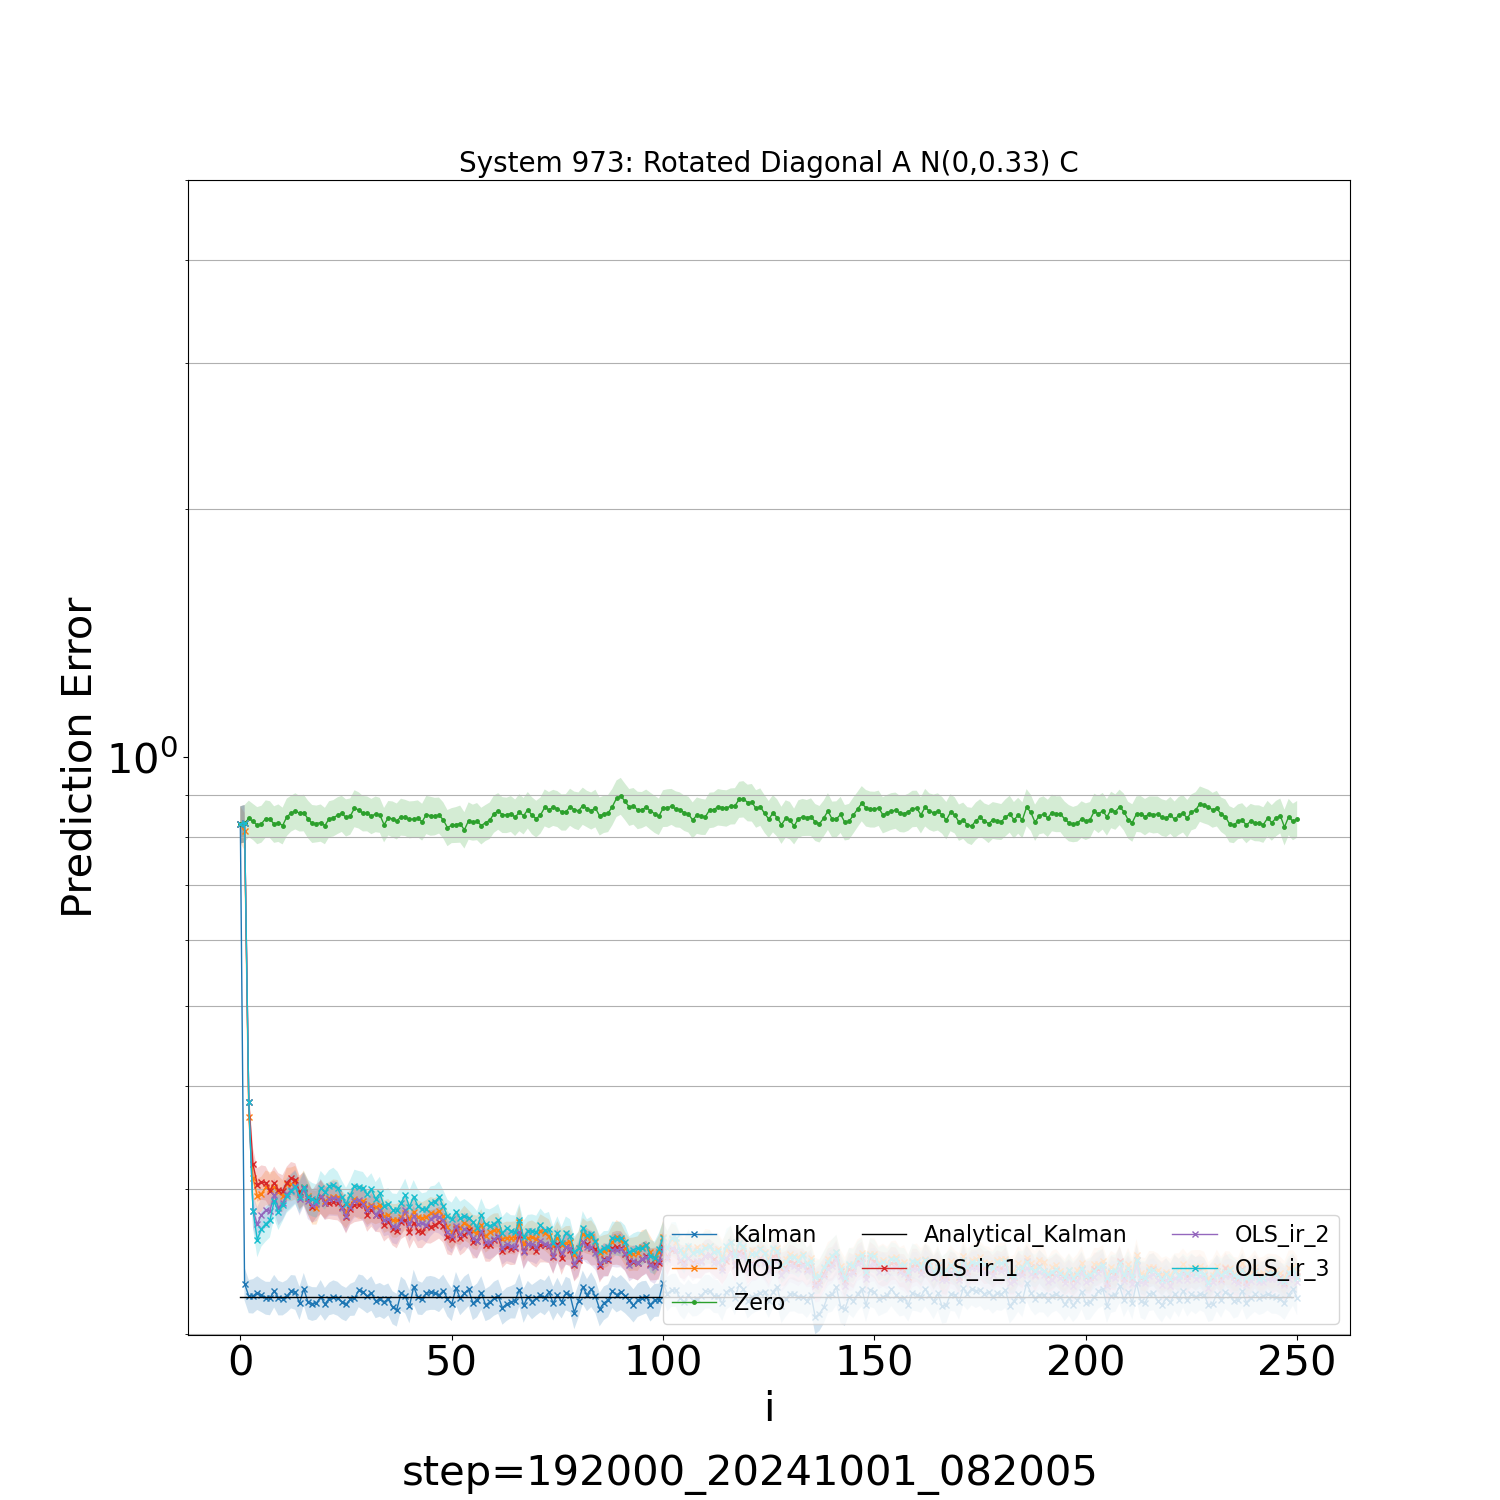 System 973: Rotated Diagonal A N(0,0.33) C
Prediction Error
10⁰
Kalman
MOP
Zero
Analytical_Kalman
OLS_ir_1
OLS_ir_2
OLS_ir_3
0 50 100 150 200 250
i
step=192000_20241001_082005